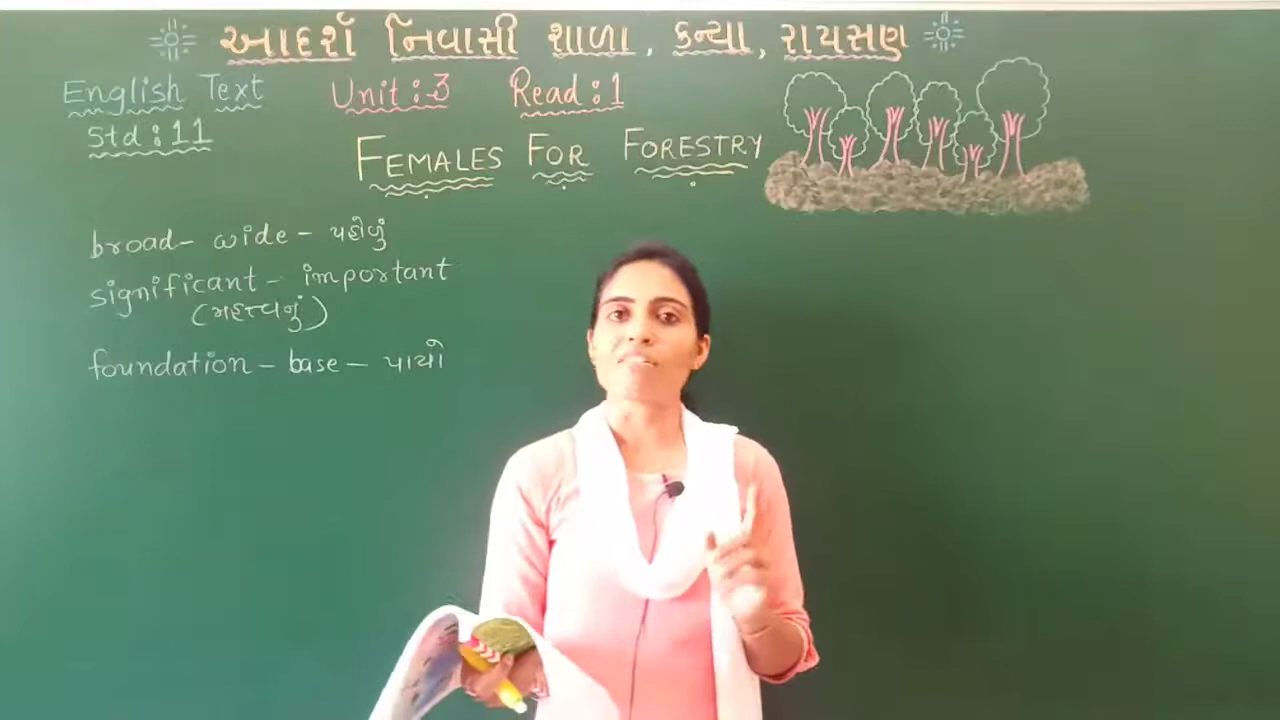 આદર્શ નિવાસી શાળા, કન્યા, રાયસણ
English Text Unit:-3 Read:1
Std:11
FEMALES FOR FORESTRY
broad- wide - પહોળું
significant - important
(મહત્ત્વનું)
foundation - base - પાયો